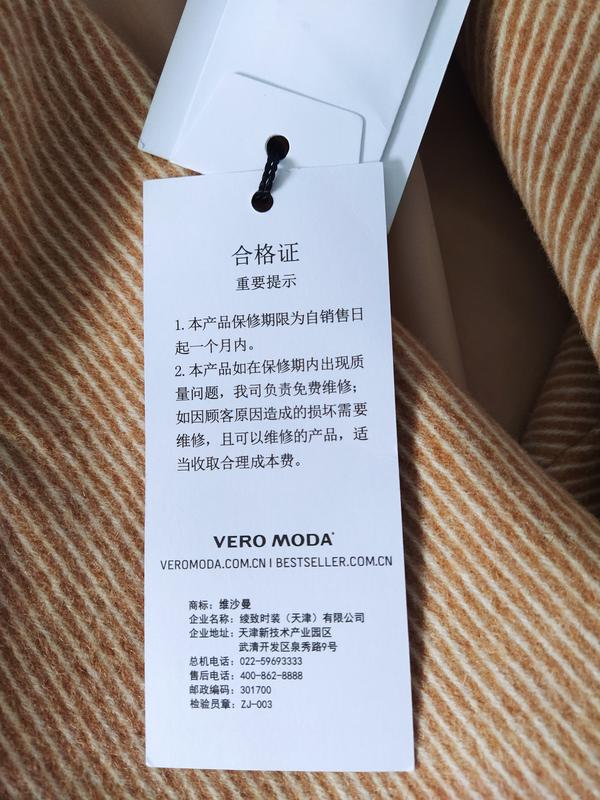 合格证
重要提示
1.本产品保修期限为自销售日
起一个月内。
2.本产品如在保修期内出现质
量问题，我司负责免费维修；
如因顾客原因造成的损坏需要
维修，且可以维修的产品，适
当收取合理成本费。
VERO MODA
VEROMODA.COM.CN | BESTSELLER.COM.CN
商标：维沙曼
企业名称：绫致时装（天津）有限公司
企业地址：天津新技术产业园区
武清开发区泉秀路9号
总机电话：022-59693333
售后电话：400-862-8888
邮政编码：301700
检验员章：ZJ-003